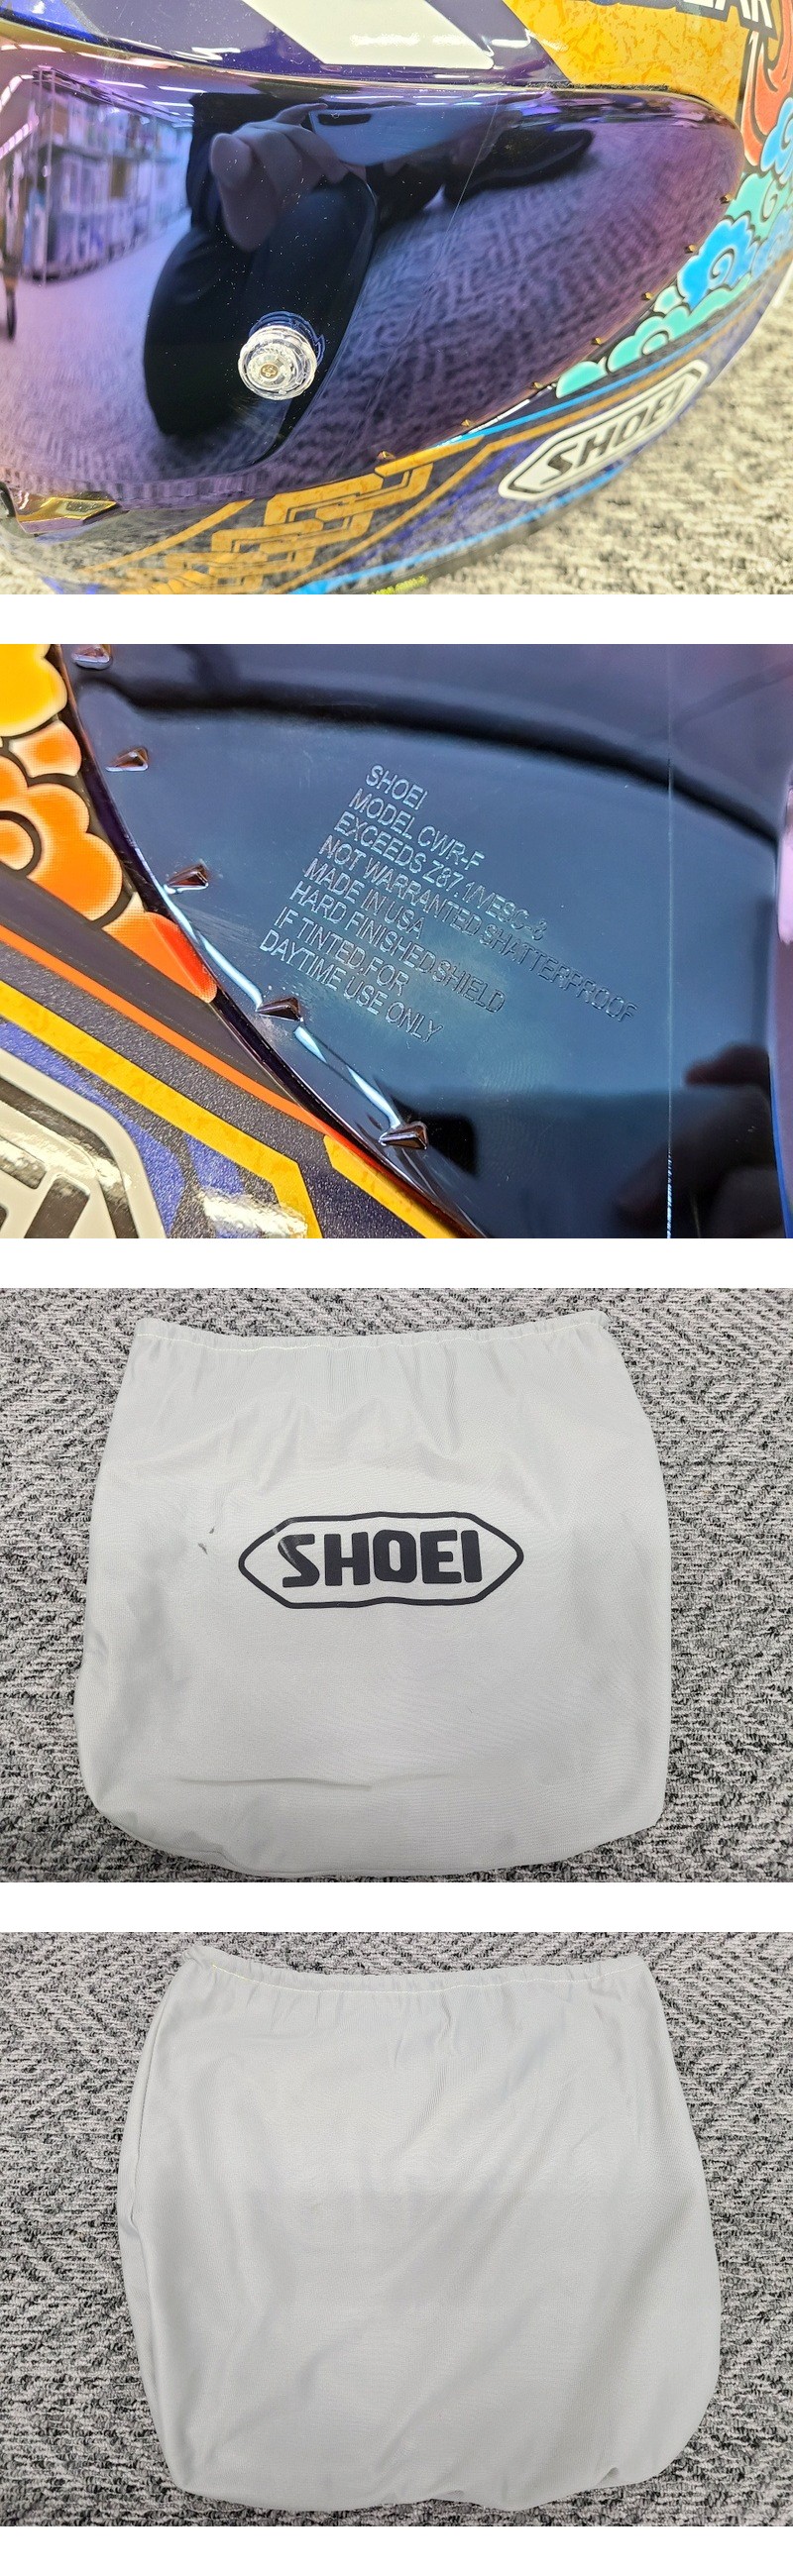 SHOEI
SHOEI
MODEL CWR-F
EXCEEDS Z87.1/VESC-8
NOT WARRANTED SHATTERPROOF
MADE IN USA
HARD FINISHED SHIELD
IF TINTED,FOR
DAYTIME USE ONLY
SHOEI